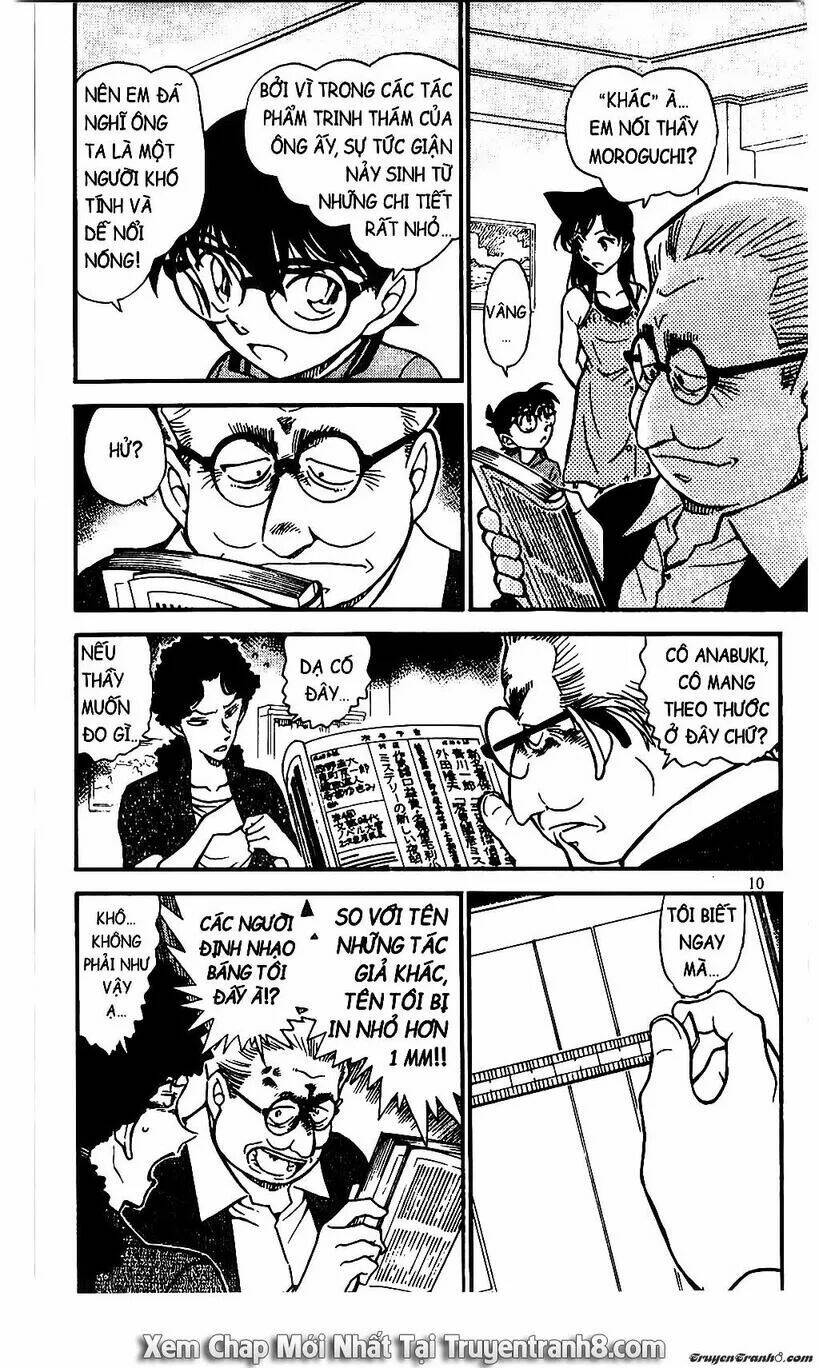 "KHÁC" À...
EM NÓI THẦY
MOROGUCHI?
VÂNG
...
BỞI VÌ TRONG CÁC TÁC
PHẨM TRINH THÁM CỦA
ÔNG ẤY, SỰ TỨC GIẬN
NẢY SINH TỪ
NHỮNG CHI TIẾT
RẤT NHỎ...
NÊN EM ĐÃ
NGHĨ ÔNG
TA LÀ MỘT
NGƯỜI KHÓ
TÍNH VÀ
DỄ NỔI
NÓNG!
HỬ?
CÔ ANABUKI,
CÔ MANG
THEO THƯỚC
Ở ĐÂY CHỨ?
DẠ CÓ
ĐÂY...
NẾU
THẦY
MUỐN
ĐO GÌ...
10
TÔI BIẾT
NGAY
MÀ...
SO VỚI TÊN
NHỮNG TÁC
GIẢ KHÁC,
TÊN TÔI BỊ
IN NHỎ HƠN
1 MM!!
CÁC NGƯỜI
ĐỊNH NHẠO
BÁNG TÔI
ĐẤY À!?
KHÔ...
KHÔNG
PHẢI NHƯ
VẬY
Ạ...
Xem Chap Mới Nhất Tại Truyentranh8.com
TruyenTranh8.com